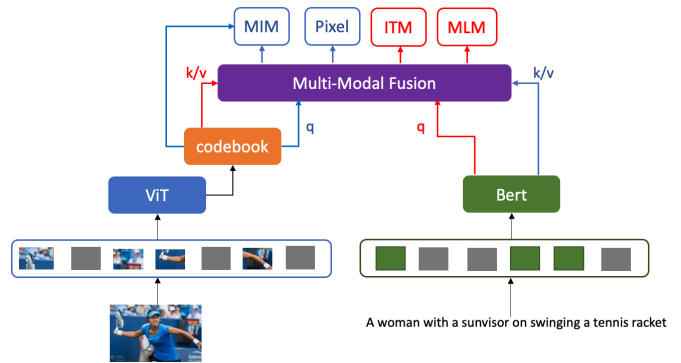 MIM Pixel ITM MLM
k/v k/v
Multi-Modal Fusion
q q
codebook
ViT Bert
A woman with a sunvisor on swinging a tennis racket